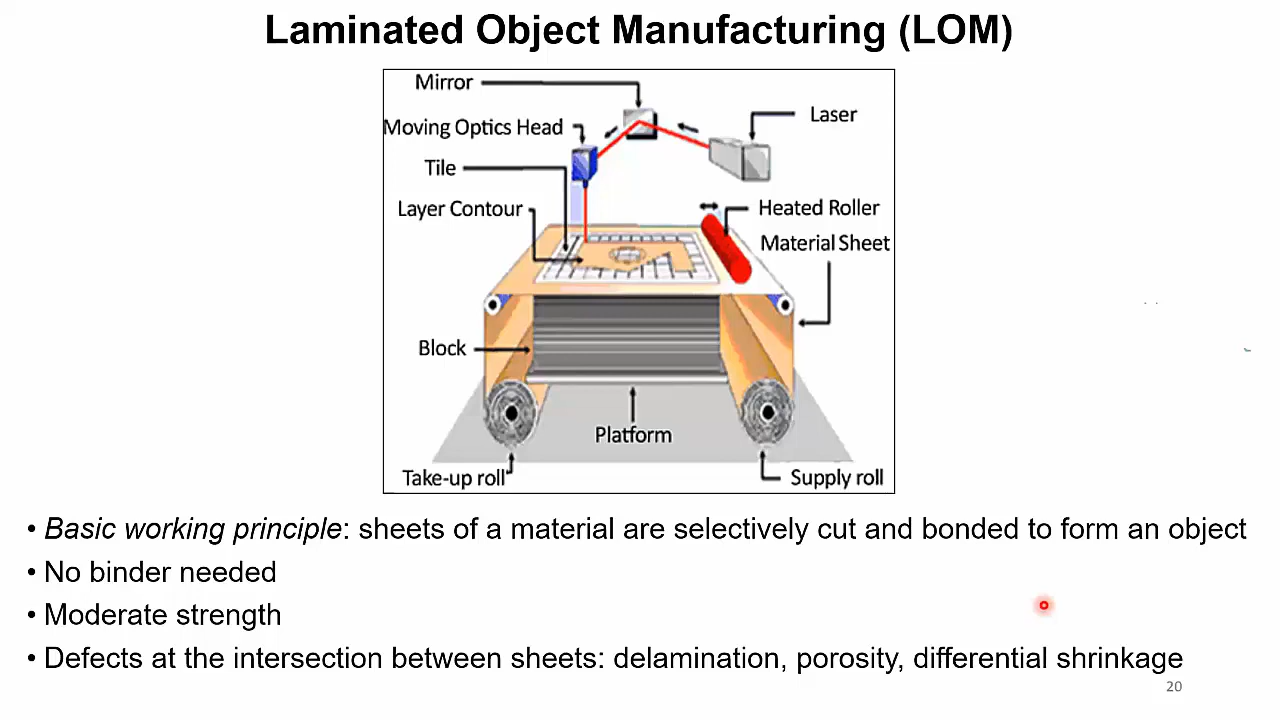 Laminated Object Manufacturing (LOM)
Mirror
Laser
Moving Optics Head
Tile
Layer Contour
Heated Roller
Material Sheet
Block
Platform
Take-up roll
Supply roll
• Basic working principle: sheets of a material are selectively cut and bonded to form an object
• No binder needed
• Moderate strength
• Defects at the intersection between sheets: delamination, porosity, differential shrinkage
20